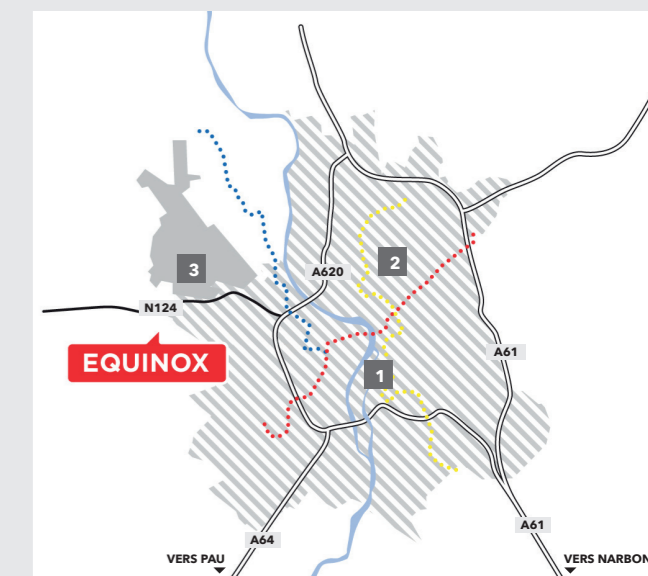 2
3
A620
N124
EQUINOX
A61
1
A61
A64
VERS PAU
VERS NARBON